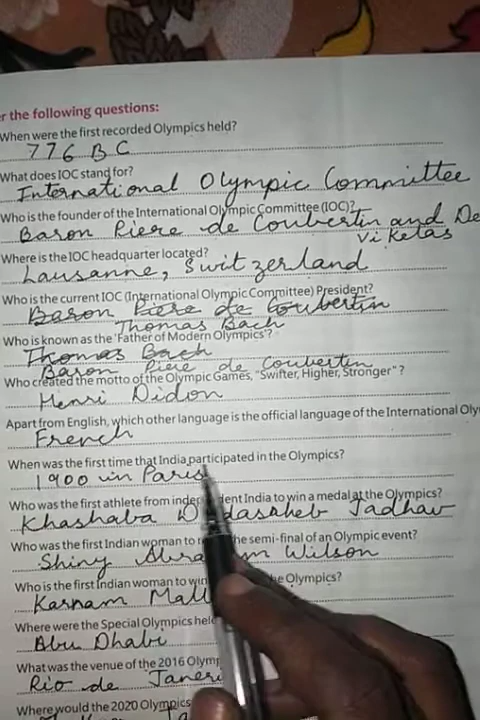 r the following questions:
When were the first recorded Olympics held?
776 BC
What does IOC stand for?
International Olympic Committee
Who is the founder of the International Olympic Committee (IOC)?
Baron Piere de Coubertin and De
Vikelas
Where is the IOC headquarter located?
Lausanne, Switzerland
Who is the current IOC (International Olympic Committee) President?
Baron Piere de Coubertin
Thomas Bach
Who is known as the 'Father of Modern Olympics'?
Thomas Bach
Baron Piere de Coubertin
Who created the motto of the Olympic Games, "Swifter, Higher, Stronger"?
Henri Didon
Apart from English, which other language is the official language of the International Oly
French
When was the first time that India participated in the Olympics?
1900 in Paris
Who was the first athlete from independent India to win a medal at the Olympics?
Khashaba Dadasaheb Jadhav
Who was the first Indian woman to r he semi-final of an Olympic event?
Shiny Abra m Wilson
Who is the first Indian woman to win he Olympics?
Karnam Mall
Where were the Special Olympics hel
Abu Dhabi
What was the venue of the 2016 Olymp
Rio de Janeri
Where would the 2020 Olympics